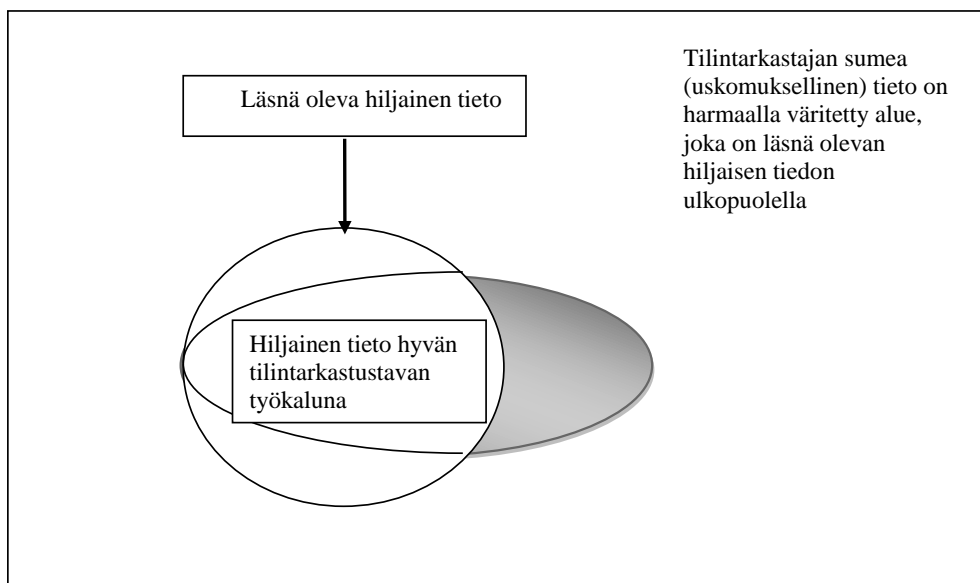 Läsnä oleva hiljainen tieto
Tilintarkastajan sumea
(uskomuksellinen) tieto on
harmaalla väritetty alue,
joka on läsnä olevan
hiljaisen tiedon
ulkopuolella
Hiljainen tieto hyvän
tilintarkastustavan
työkaluna